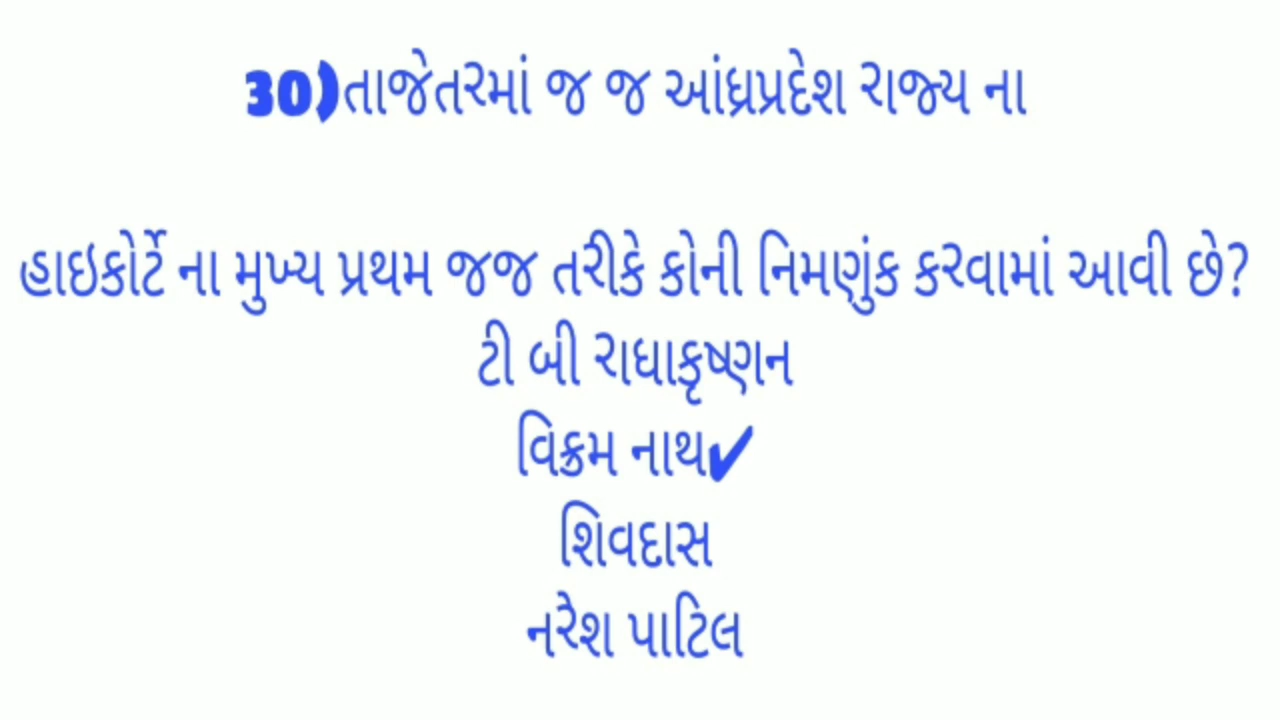 30)તાજેતરમાં જ જ આંધ્રપ્રદેશ રાજ્ય ના
હાઇકોર્ટે ના મુખ્ય પ્રથમ જજ તરીકે કોની નિમણુંક કરવામાં આવી છે?
ટી બી રાધાકૃષ્ણન
વિક્રમ નાથ✔
શિવદાસ
નરેશ પાટિલ